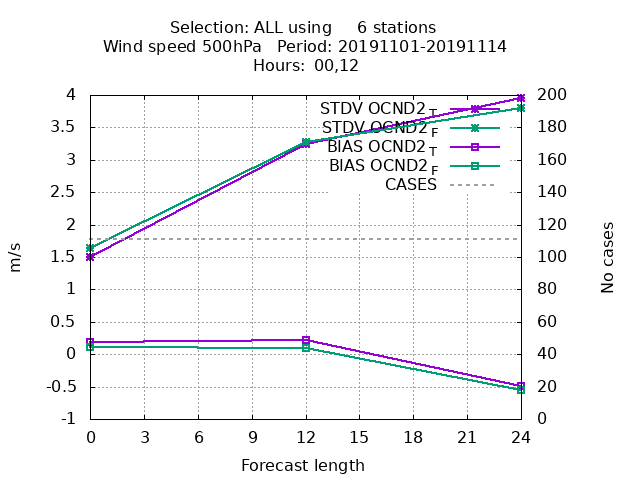 Selection: ALL using     6 stations
Wind speed 500hPa   Period: 20191101-20191114
Hours: 00,12
4
3.5
3
2.5
2
1.5
1
0.5
0
-0.5
-1
m/s
STDV OCND2 T
STDV OCND2 F
BIAS OCND2 T
BIAS OCND2 F
CASES
200
180
160
140
120
100
80
60
40
20
0
No cases
0 3 6 9 12 15 18 21 24
Forecast length